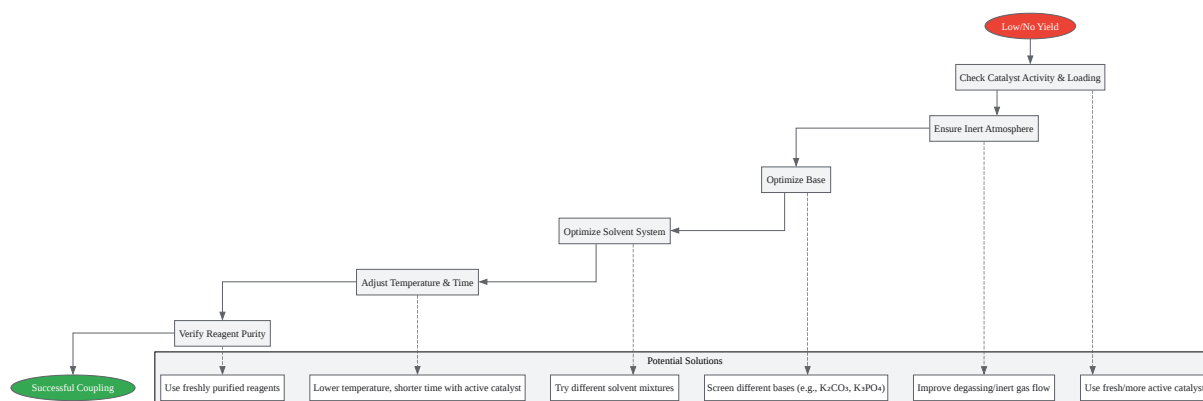 Low/No Yield
Check Catalyst Activity & Loading
Ensure Inert Atmosphere
Optimize Base
Optimize Solvent System
Adjust Temperature & Time
Verify Reagent Purity
Potential Solutions
Successful Coupling
Use freshly purified reagents
Lower temperature, shorter time with active catalyst
Try different solvent mixtures
Screen different bases (e.g., K₂CO₃, K₃PO₄)
Improve degassing/inert gas flow
Use fresh/more active catalyst